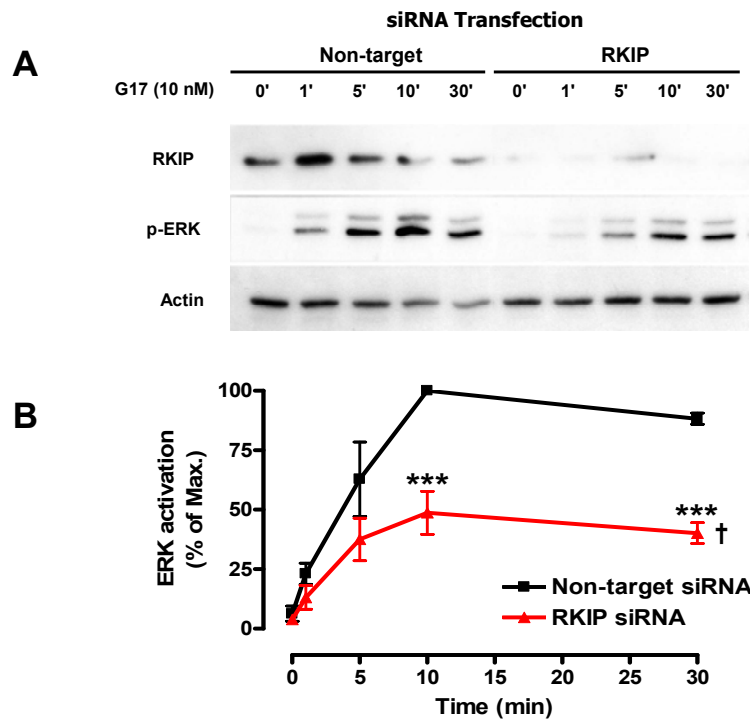 siRNA Transfection
A
Non-target RKIP
G17 (10 nM) 0' 1' 5' 10' 30' 0' 1' 5' 10' 30'
RKIP
p-ERK
Actin
B
ERK activation
(% of Max.)
100
75
50
25
0
***
***
†
Non-target siRNA
RKIP siRNA
0 5 10 15 20 25 30
Time (min)